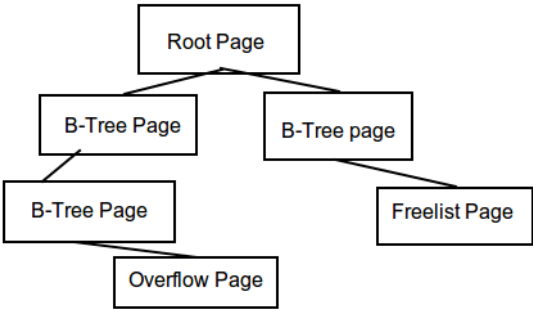 Root Page
B-Tree Page
B-Tree page
B-Tree Page
Freelist Page
Overflow Page